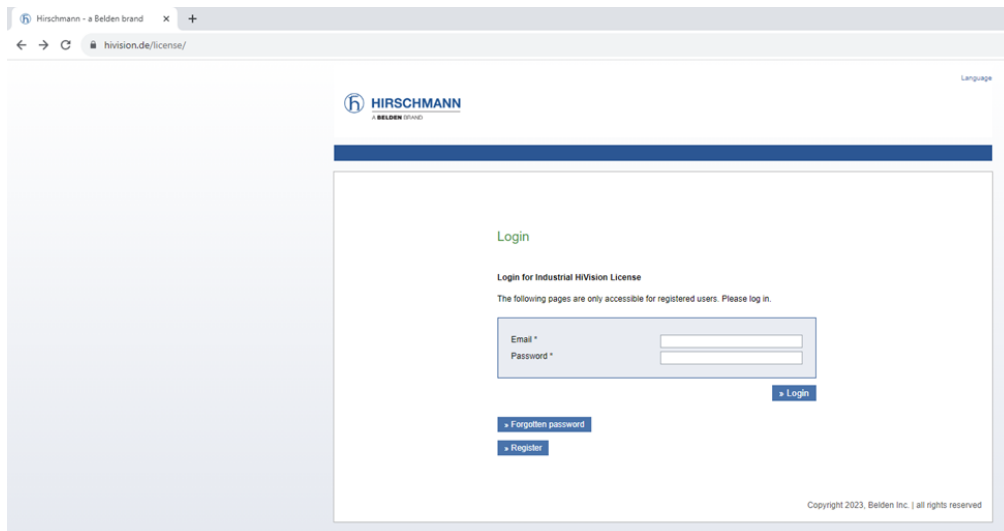 Hirschmann - a Belden brand
hivision.de/license/
Language
HIRSCHMANN
A BELDEN BRAND
Login
Login for Industrial HiVision License
The following pages are only accessible for registered users. Please log in.
Email *
Password *
» Login
» Forgotten password
» Register
Copyright 2023, Belden Inc. | all rights reserved